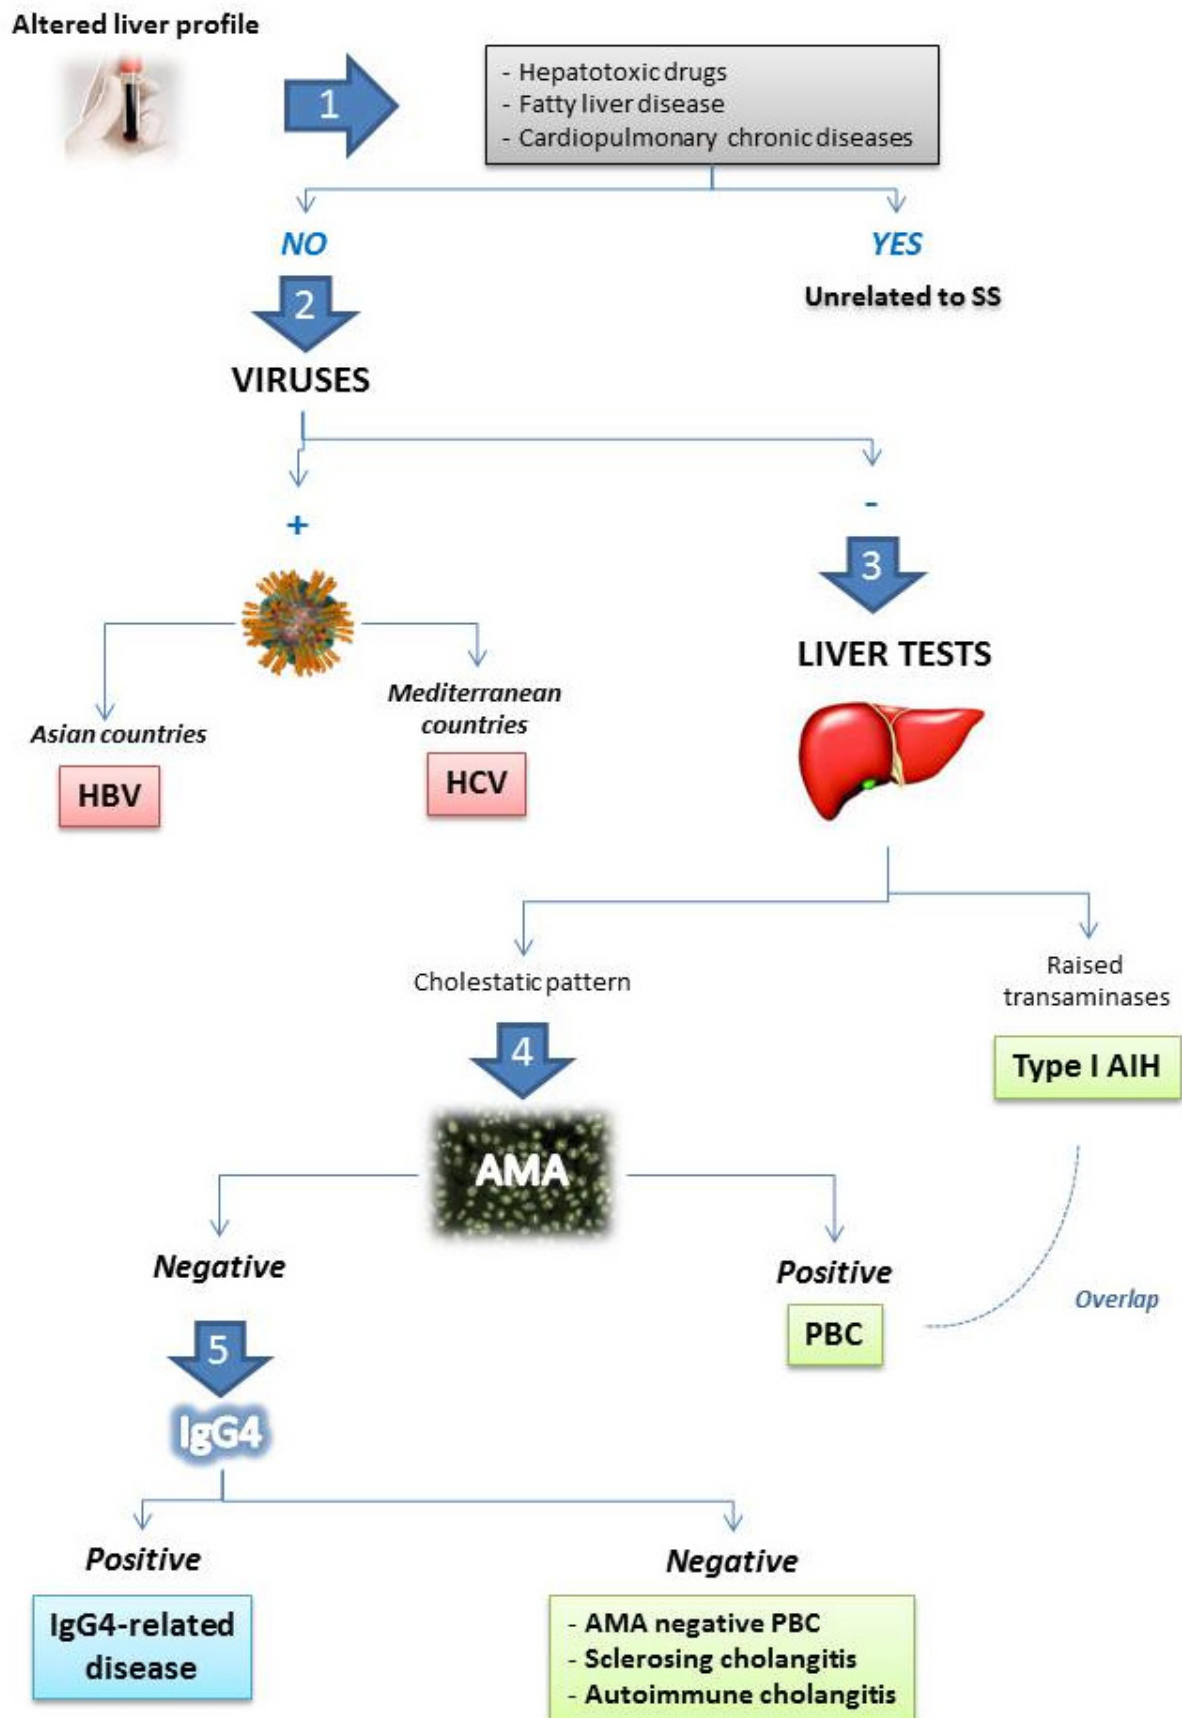 Altered liver profile
1
- Hepatotoxic drugs
- Fatty liver disease
- Cardiopulmonary chronic diseases
NO
YES
2
Unrelated to SS
VIRUSES
+
-
3
LIVER TESTS
Asian countries
HBV
Mediterranean
countries
HCV
Cholestatic pattern
Raised
transaminases
4
Type I AIH
AMA
Negative
Positive
Overlap
PBC
5
IgG4
Positive
Negative
IgG4-related
disease
- AMA negative PBC
- Sclerosing cholangitis
- Autoimmune cholangitis